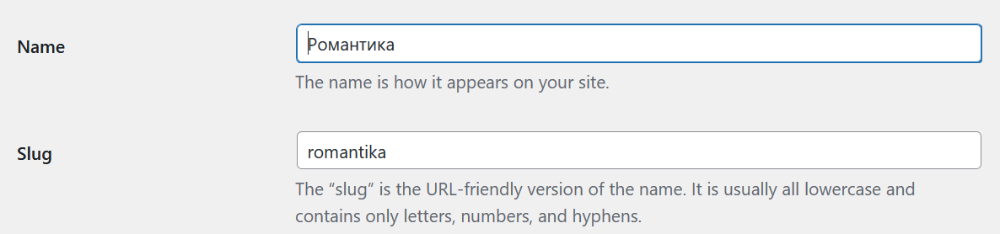 Name
Романтика
The name is how it appears on your site.
Slug
romantika
The “slug” is the URL-friendly version of the name. It is usually all lowercase and
contains only letters, numbers, and hyphens.